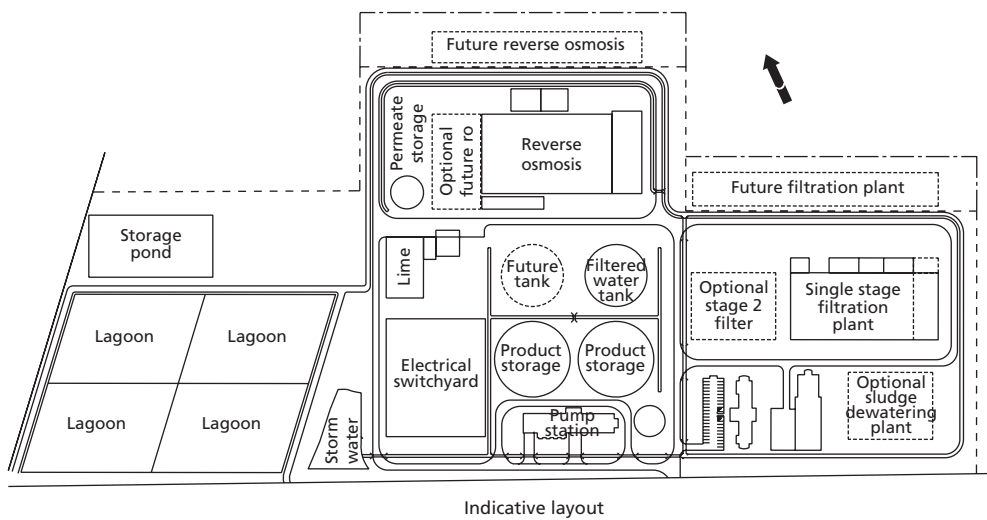 Future reverse osmosis
Permeate
storage
Optional
future ro
Reverse
osmosis
Future filtration plant
Storage
pond
Lime
Future
tank
Filtered
water
tank
Optional
stage 2
filter
Single stage
filtration
plant
Lagoon
Lagoon
Lagoon
Lagoon
Electrical
switchyard
Product
storage
Product
storage
Optional
sludge
dewatering
plant
Storm
water
Pump
station
Indicative layout